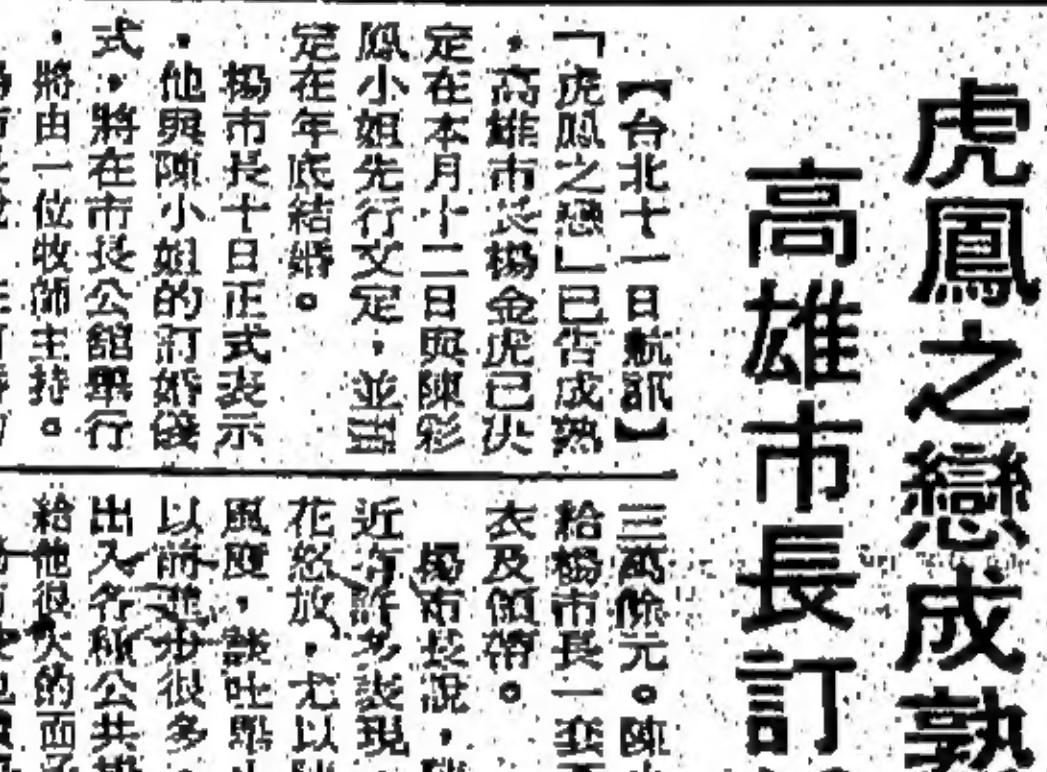 虎鳳之戀成熟
高雄市長訂
【台北十一日航訊】
「虎鳳之戀」已告成熟
，高雄市長楊金虎已決
定在本月十二日與陳彩
鳳小姐先行文定，並
定在年底結婚。
楊市長十日正式表示
，他與陳小姐的訂婚儀
式，將在市長公舘舉行
，將由一位牧師主持。
三萬餘元。陳
給楊市長一套
衣及領帶。
楊市長說，
近許多表現
花怒放，尤以
風度，談吐舉
以前進步很多，
出入各種公共
給他很大的面子